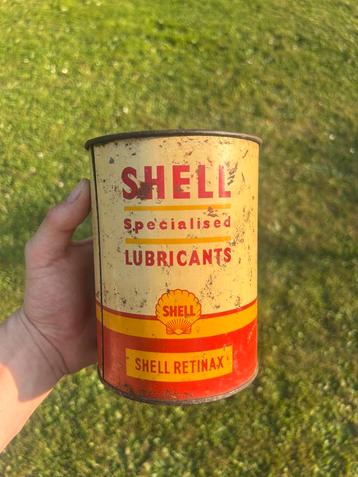 SHELL
Specialised
LUBRICANTS
SHELL
SHELL RETINAX